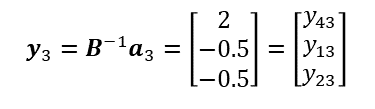 y₃ = B⁻¹a₃ = [2 −0.5 −0.5.] = [y₄₃ y₁₃ y₂₃]